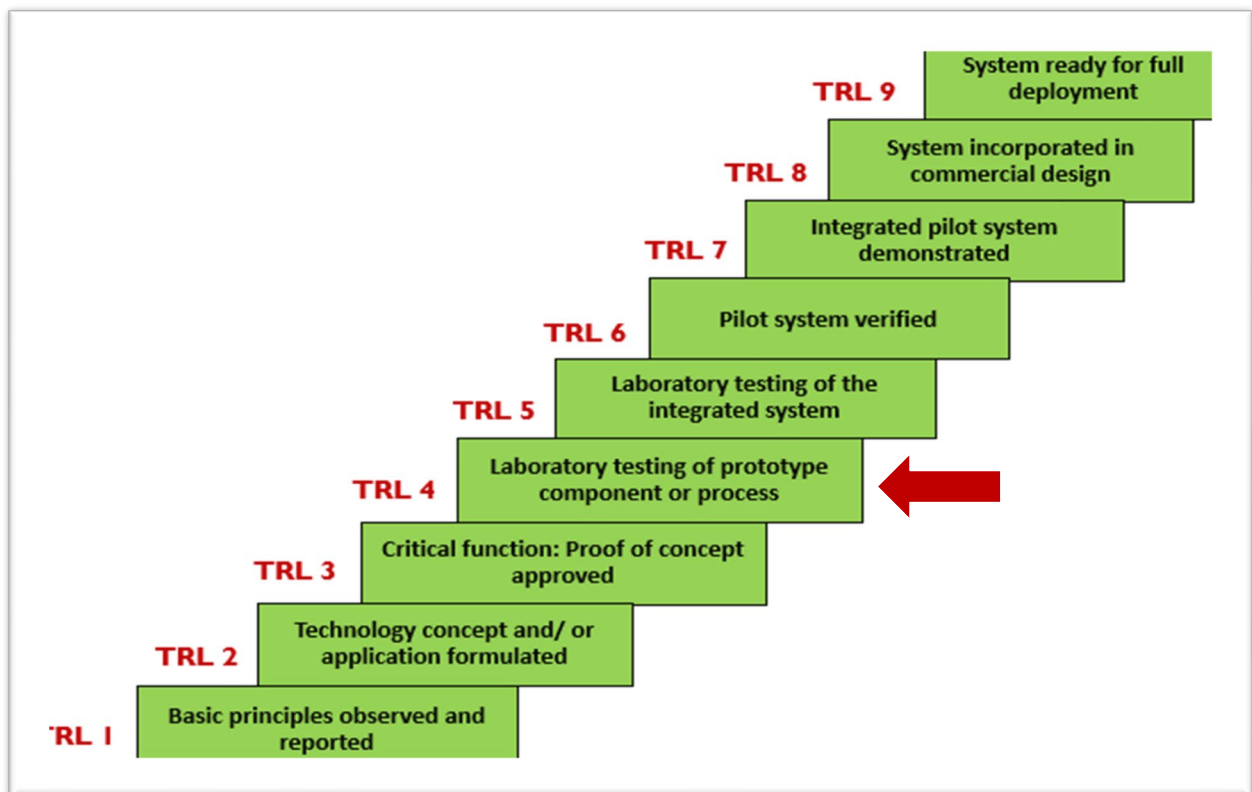 System ready for full
deployment
TRL 9
System incorporated in
commercial design
TRL 8
Integrated pilot system
demonstrated
TRL 7
Pilot system verified
TRL 6
Laboratory testing of the
integrated system
TRL 5
Laboratory testing of prototype
component or process
TRL 4
Critical function: Proof of concept
approved
TRL 3
Technology concept and/ or
application formulated
TRL 2
Basic principles observed and
reported
TRL 1